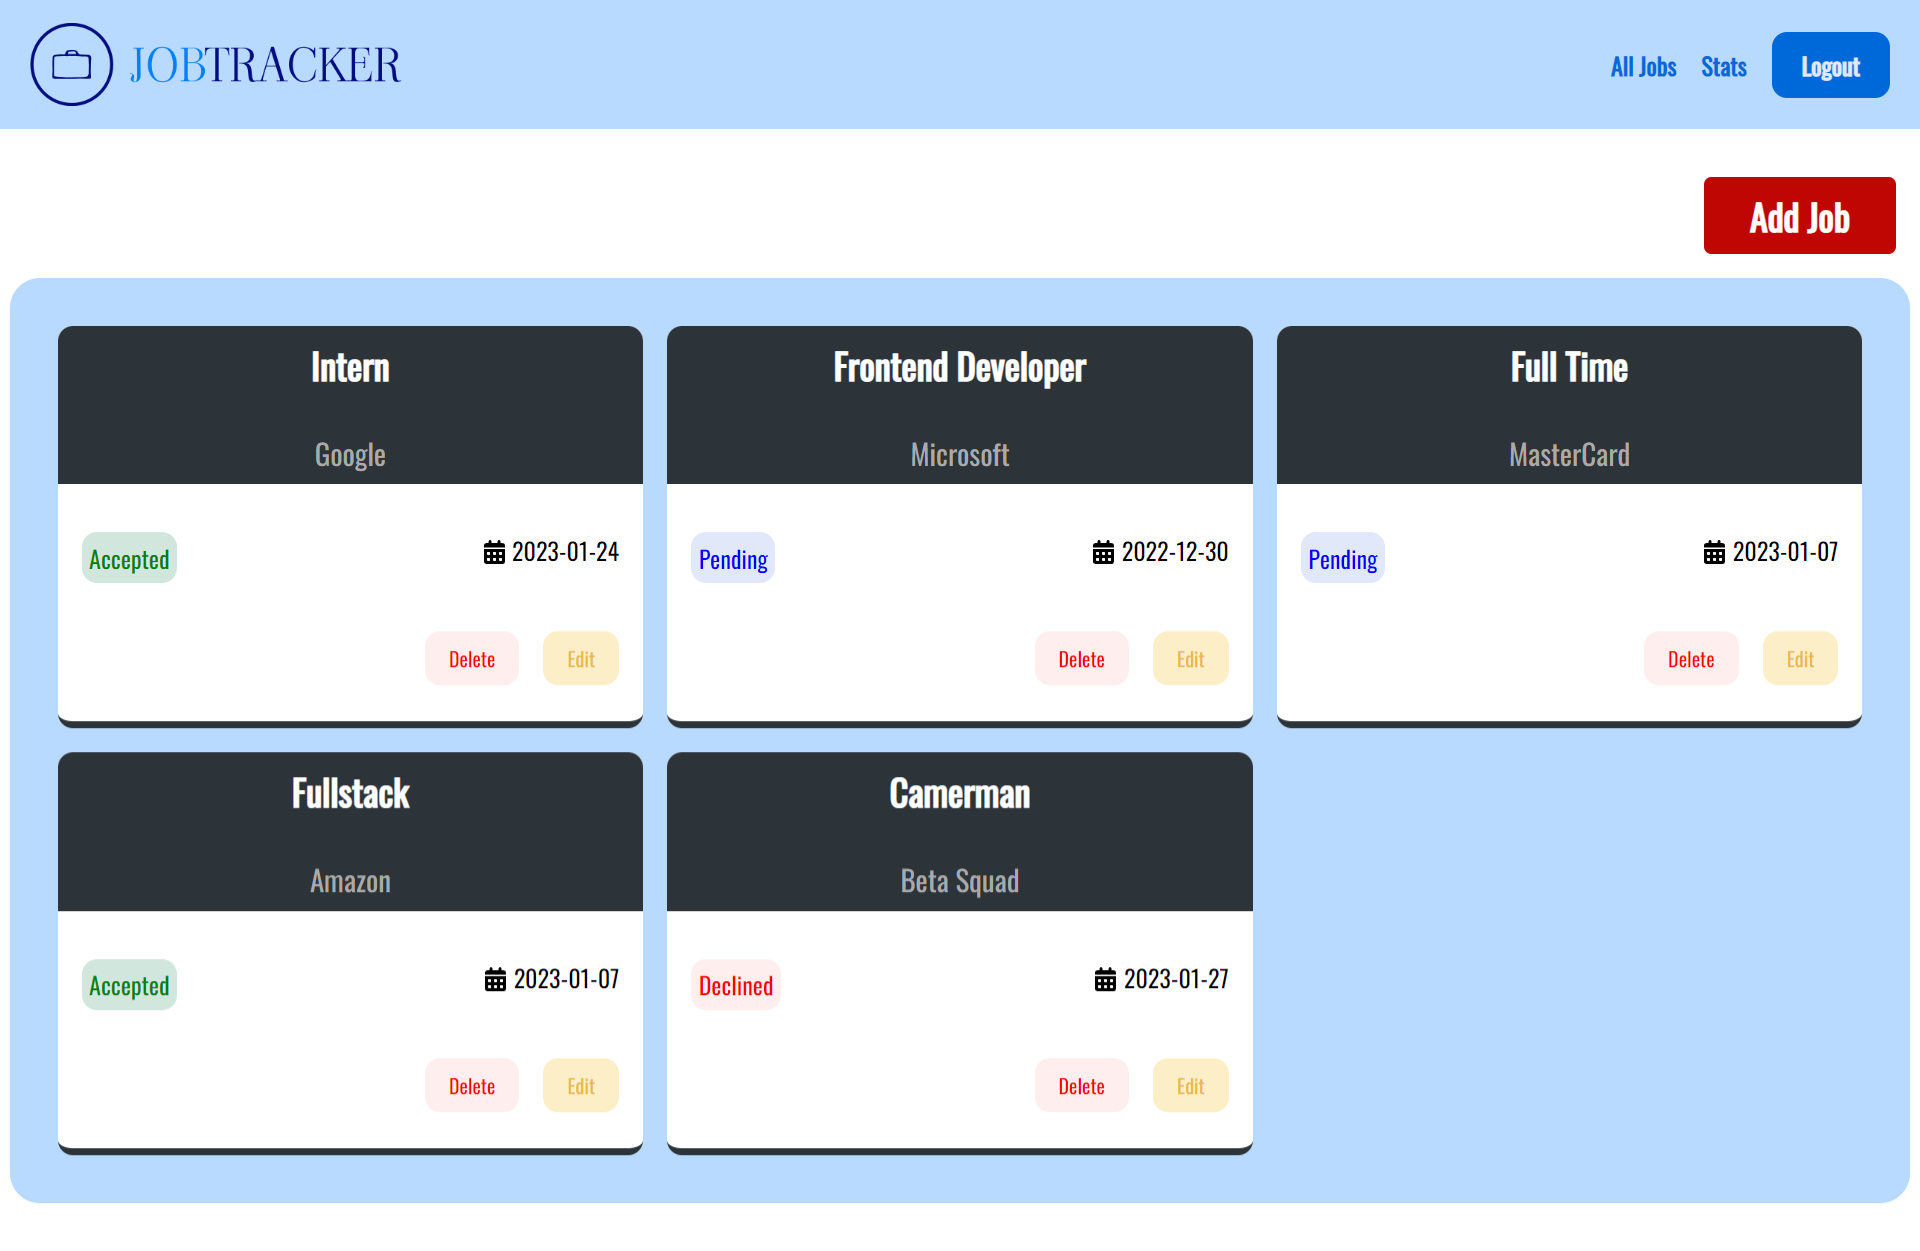 JOBTRACKER
All Jobs Stats Logout
Add Job
Intern
Google
Accepted 2023-01-24
Delete Edit
Frontend Developer
Microsoft
Pending 2022-12-30
Delete Edit
Full Time
MasterCard
Pending 2023-01-07
Delete Edit
Fullstack
Amazon
Accepted 2023-01-07
Delete Edit
Camerman
Beta Squad
Declined 2023-01-27
Delete Edit